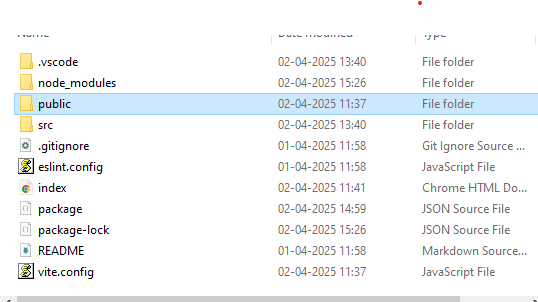 Name Date modified Type
.vscode 02-04-2025 13:40 File folder
node_modules 02-04-2025 15:26 File folder
public 02-04-2025 11:37 File folder
src 02-04-2025 13:40 File folder
.gitignore 01-04-2025 11:58 Git Ignore Source ...
eslint.config 01-04-2025 11:58 JavaScript File
index 02-04-2025 11:41 Chrome HTML Do...
package 02-04-2025 14:59 JSON Source File
package-lock 02-04-2025 15:26 JSON Source File
README 01-04-2025 11:58 Markdown Source...
vite.config 02-04-2025 11:37 JavaScript File